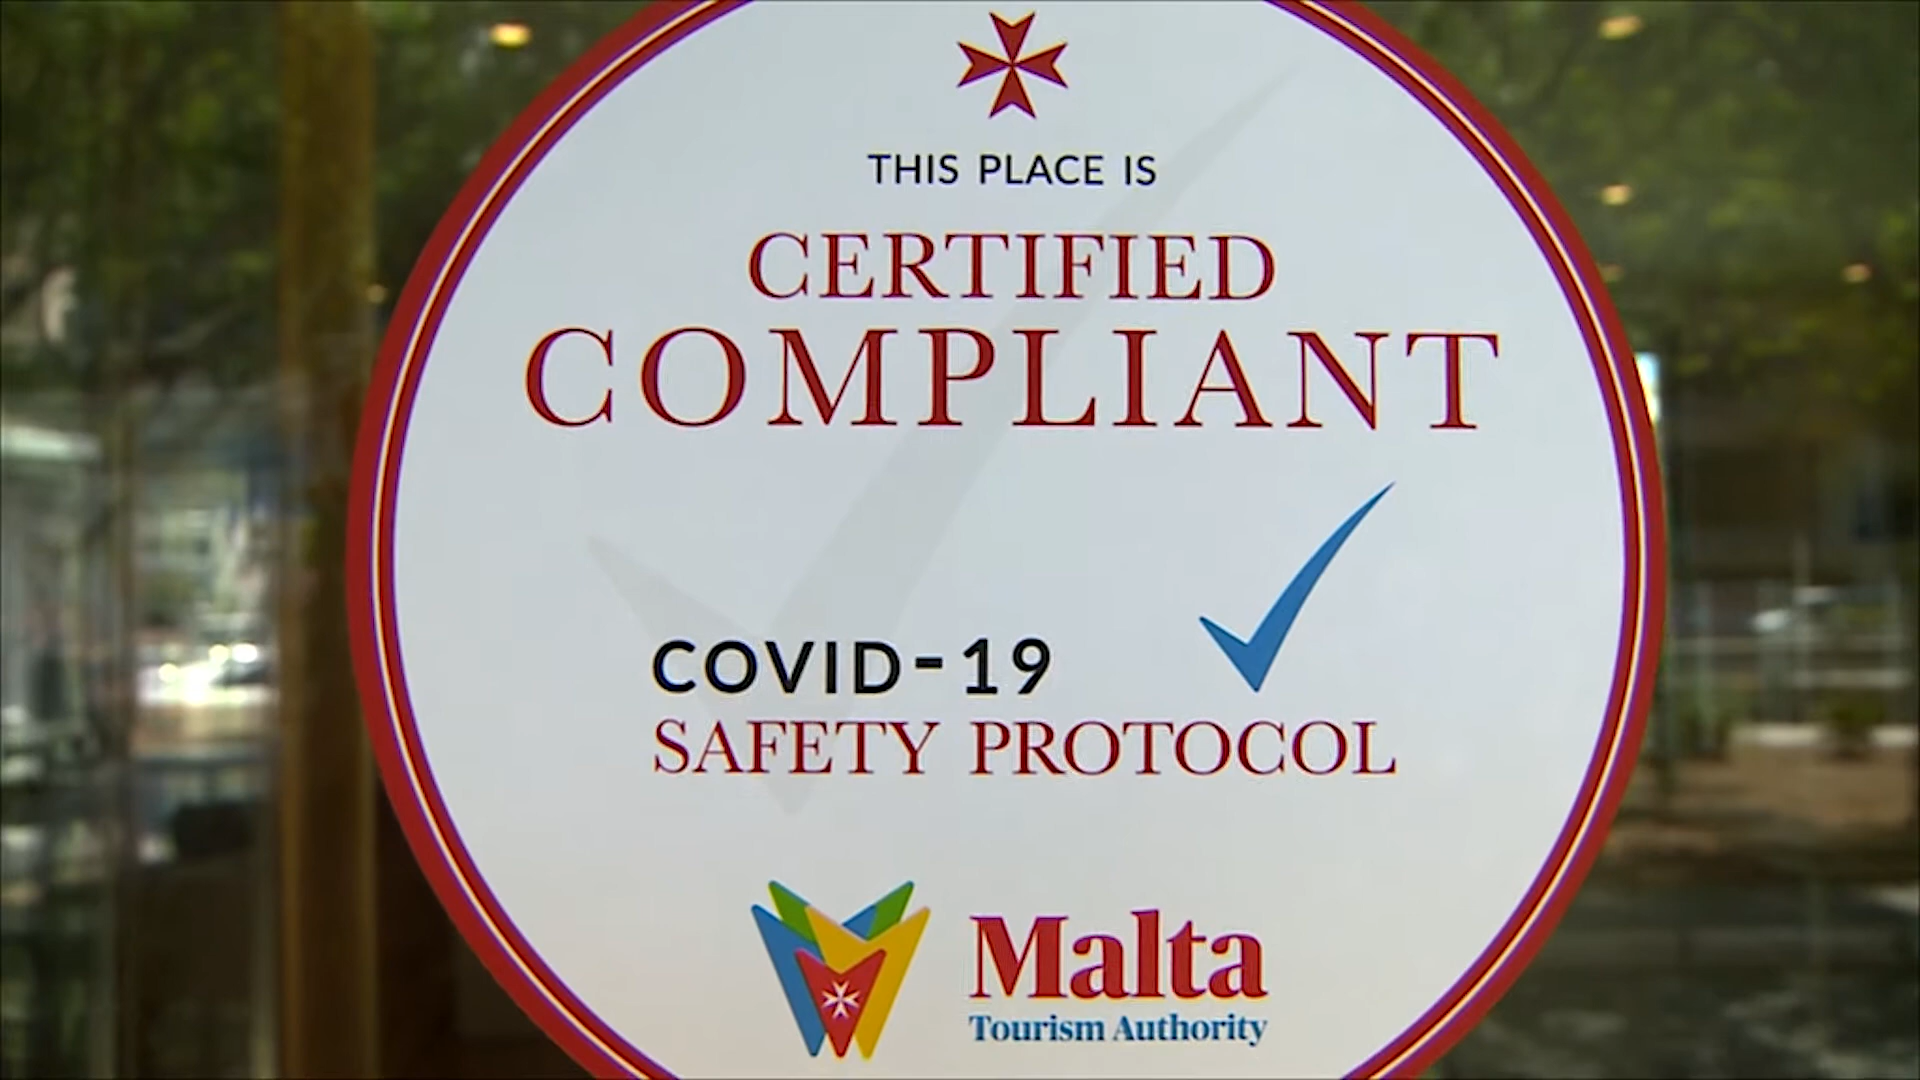 THIS PLACE IS
CERTIFIED
COMPLIANT
COVID-19
SAFETY PROTOCOL
Malta
Tourism Authority